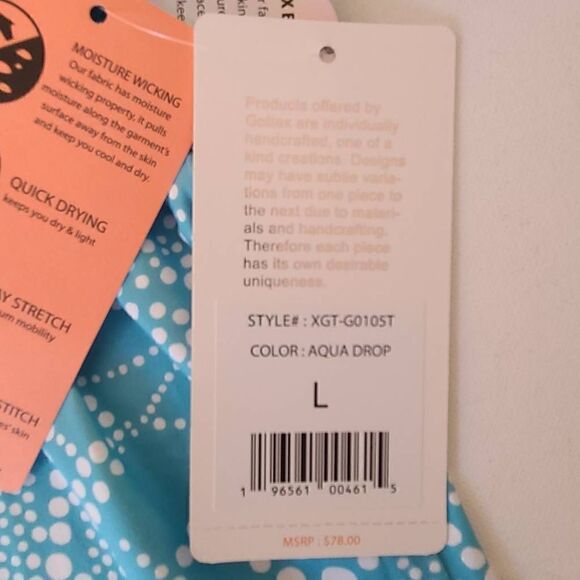 MOISTURE WICKING
Our fabric has moisture
wicking property, it pulls
moisture along the garment's
surface away from the skin
and keep you cool and dry.
QUICK DRYING
keeps you dry & light
STRETCH
mobility
STITCH
skin
Products offered by
Golftex are individually
handcrafted, one of a
kind creations. Designs
may have subtle varia-
tions from one piece to
the next due to materi-
als and handcrafting.
Therefore each piece
has its own desirable
uniqueness.
STYLE# : XGT-G0105T
COLOR : AQUA DROP
L
1 96561 00461 5
MSRP : $78.00